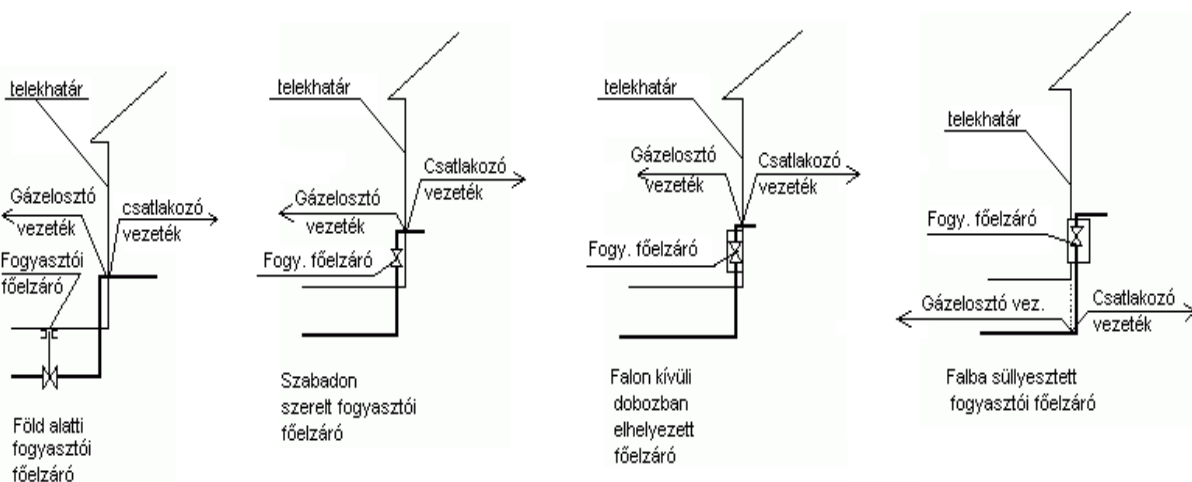 telekhatár
Gázelosztó
vezeték
csatlakozó
vezeték
Fogyasztói
főelzáró
Föld alatti
fogyasztói
főelzáró
telekhatár
Csatlakozó
vezeték
Gázelosztó
vezeték
Fogy. főelzáró
Szabadon
szerelt fogyasztói
főelzáró
telekhatár
Gázelosztó
vezeték
Csatlakozó
vezeték
Fogy. főelzáró
Falon kívüli
dobozban
elhelyezett
főelzáró
telekhatár
Fogy. főelzáró
Gázelosztó vez.
Csatlakozó
vezeték
Falba süllyesztett
fogyasztói főelzáró